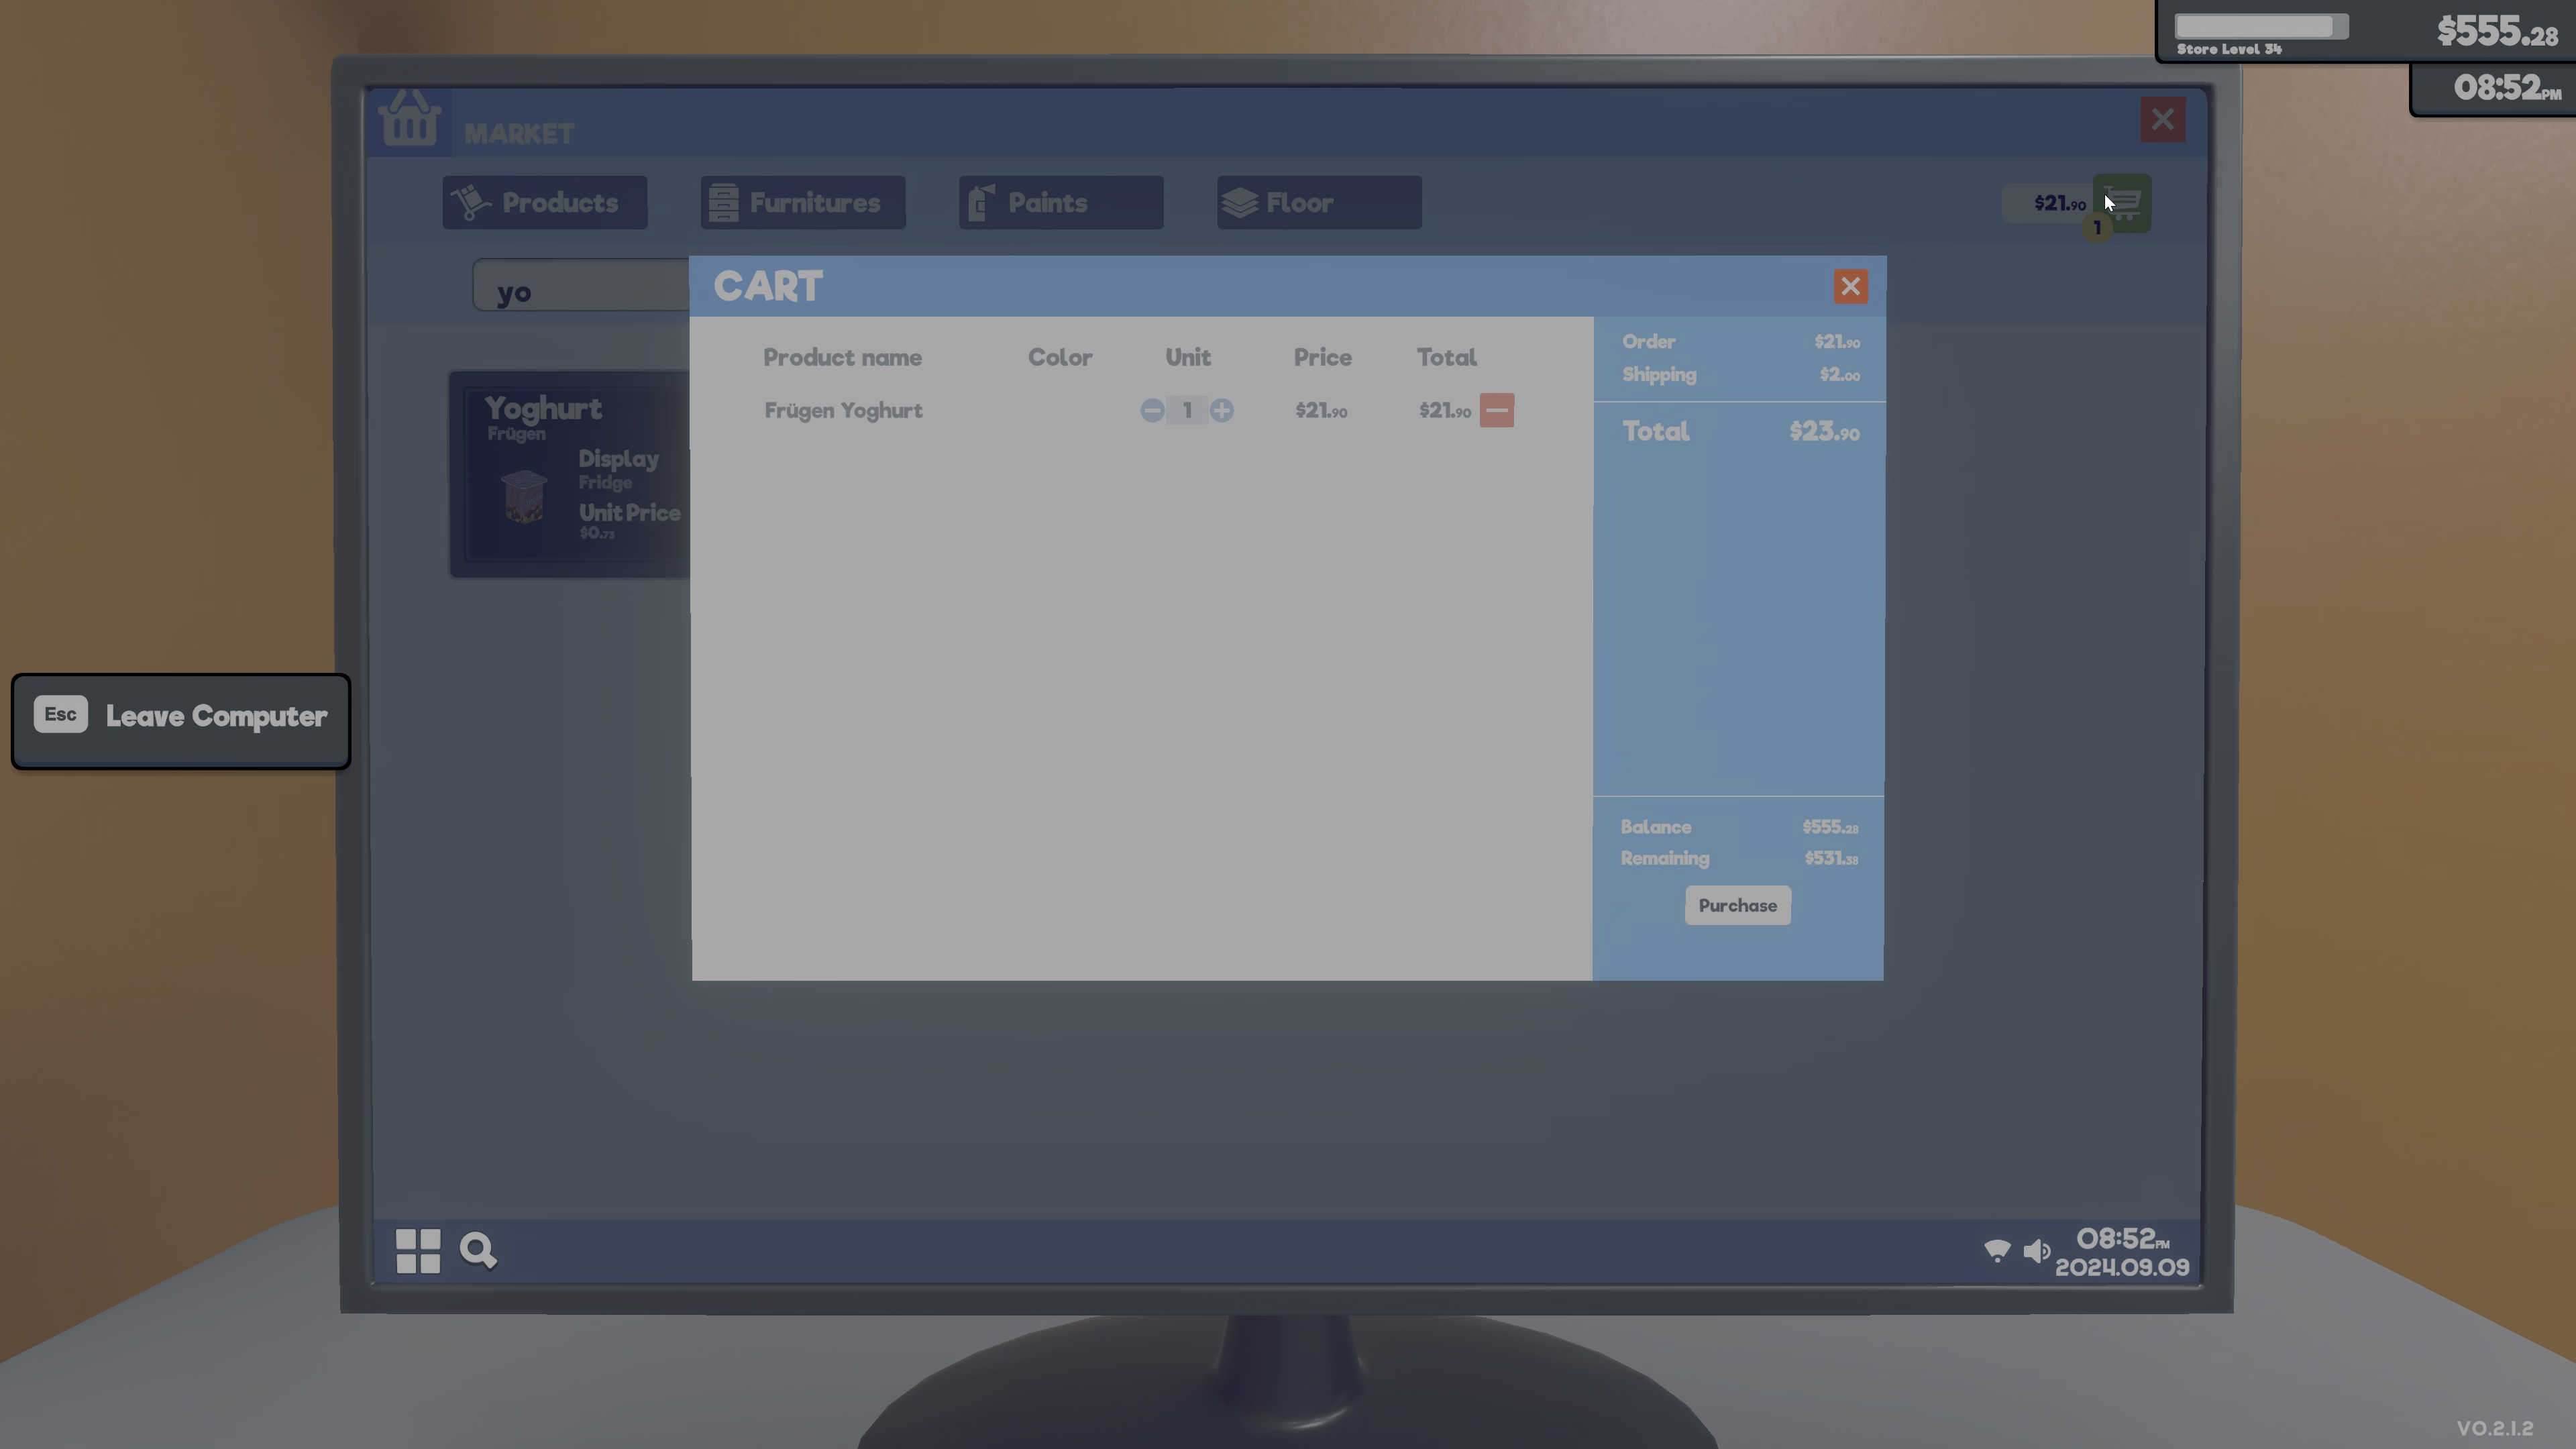 $555.28
Store Level 34
08:52PM
MARKET
Products
Furnitures
Paints
Floor
$21.90
1
yo
CART
Product name Color Unit Price Total
Frügen Yoghurt 1 $21.90 $21.90
Order $21.90
Shipping $2.00
Total $23.90
Yoghurt
Frügen
Display
Fridge
Unit Price
$0.73
Esc Leave Computer
Balance $555.28
Remaining $531.38
Purchase
08:52PM
2024.09.09
V0.2.1.2